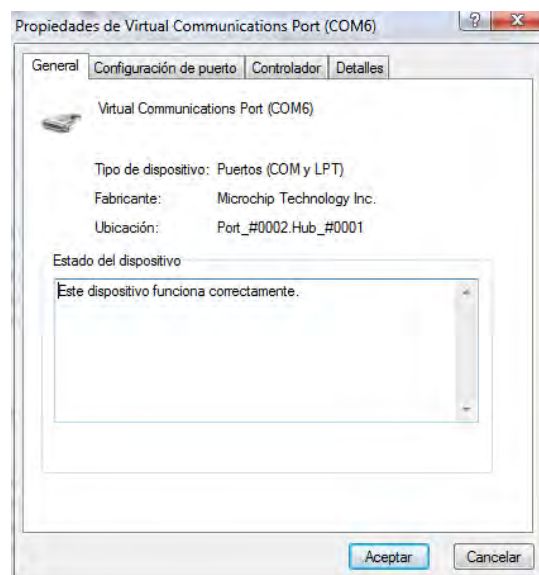 Propiedades de Virtual Communications Port (COM6)
General Configuración de puerto Controlador Detalles
Virtual Communications Port (COM6)
Tipo de dispositivo: Puertos (COM y LPT)
Fabricante: Microchip Technology Inc.
Ubicación: Port_#0002.Hub_#0001
Estado del dispositivo
Este dispositivo funciona correctamente.
Aceptar Cancelar